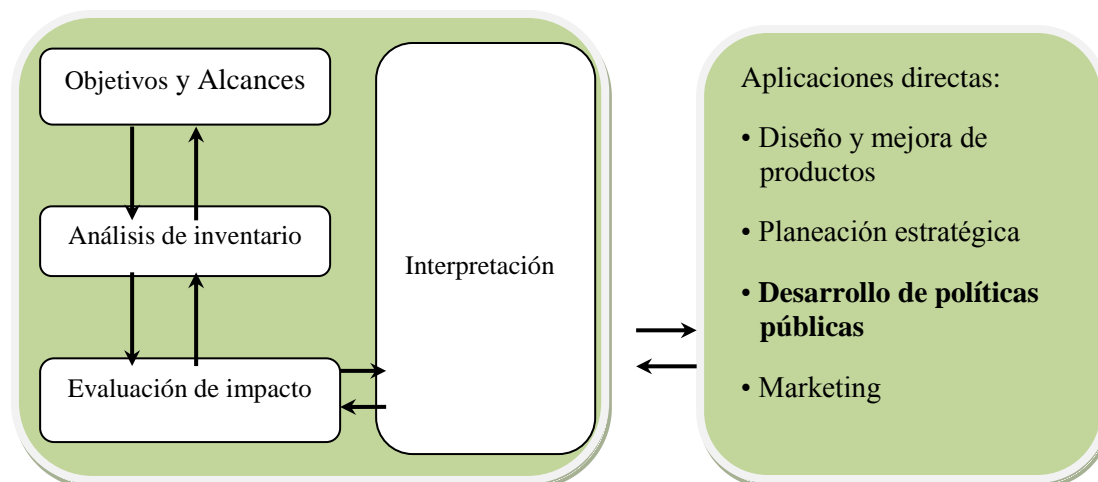 Objetivos y Alcances
Análisis de inventario
Evaluación de impacto
Interpretación
Aplicaciones directas:
• Diseño y mejora de
productos
• Planeación estratégica
• Desarrollo de políticas
públicas
• Marketing